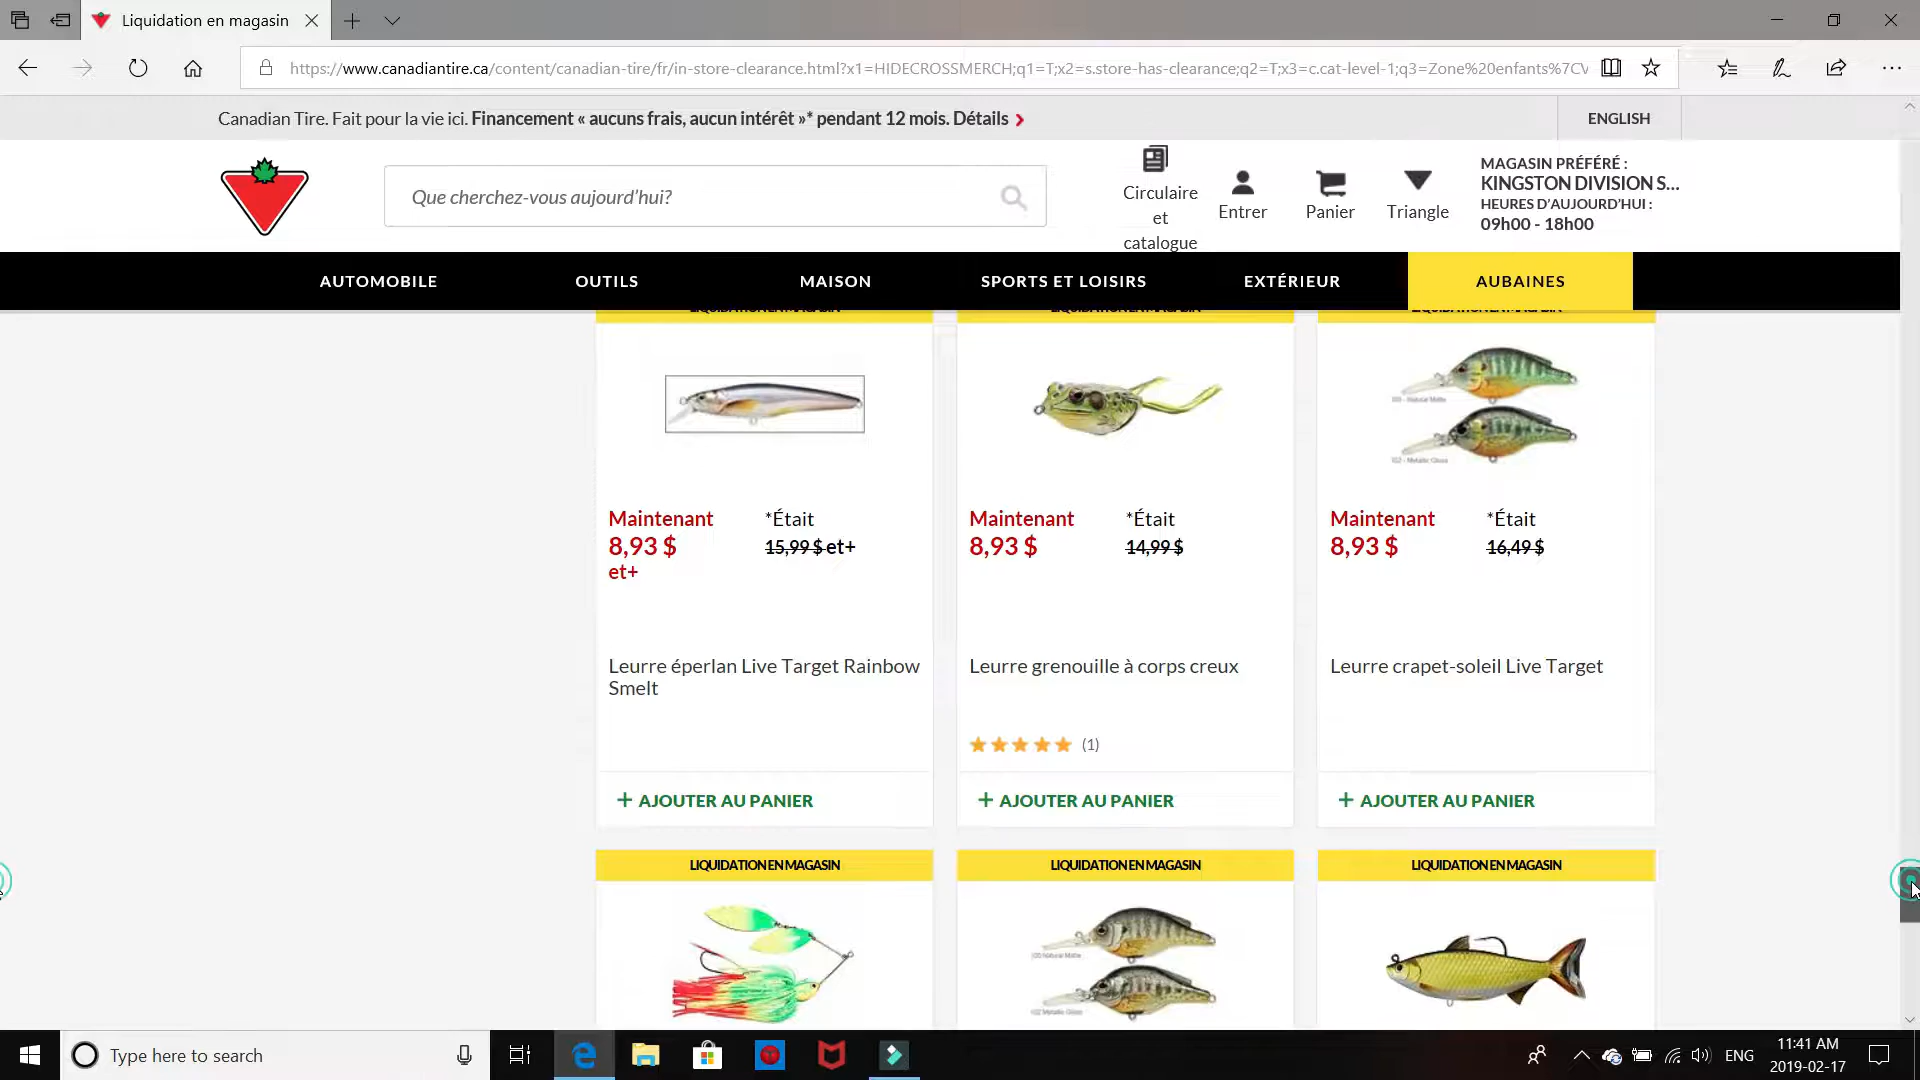 Liquidation en magasin
https://www.canadiantire.ca/content/canadian-tire/fr/in-store-clearance.html?x1=HIDECROSSMERCH;q1=T;x2=s.store-has-clearance;q2=T;x3=c.cat-level-1;q3=Zone%20enfants%7CV
Canadian Tire. Fait pour la vie ici. Financement « aucuns frais, aucun intérêt »* pendant 12 mois. Détails
ENGLISH
Que cherchez-vous aujourd'hui?
Circulaire
et
catalogue
Entrer
Panier
Triangle
MAGASIN PRÉFÉRÉ :
KINGSTON DIVISION S...
HEURES D'AUJOURD'HUI :
09h00 - 18h00
AUTOMOBILE OUTILS MAISON SPORTS ET LOISIRS EXTÉRIEUR AUBAINES
LIQUIDATION EN MAGASIN LIQUIDATION EN MAGASIN LIQUIDATION EN MAGASIN
Maintenant *Était
8,93 $ 15,99 $ et+
et+
Leurre éperlan Live Target Rainbow
Smelt
+ AJOUTER AU PANIER
Maintenant *Était
8,93 $ 14,99 $
Leurre grenouille à corps creux
(1)
+ AJOUTER AU PANIER
Maintenant *Était
8,93 $ 16,49 $
Leurre crapet-soleil Live Target
+ AJOUTER AU PANIER
LIQUIDATION EN MAGASIN LIQUIDATION EN MAGASIN LIQUIDATION EN MAGASIN
Type here to search
ENG
11:41 AM
2019-02-17